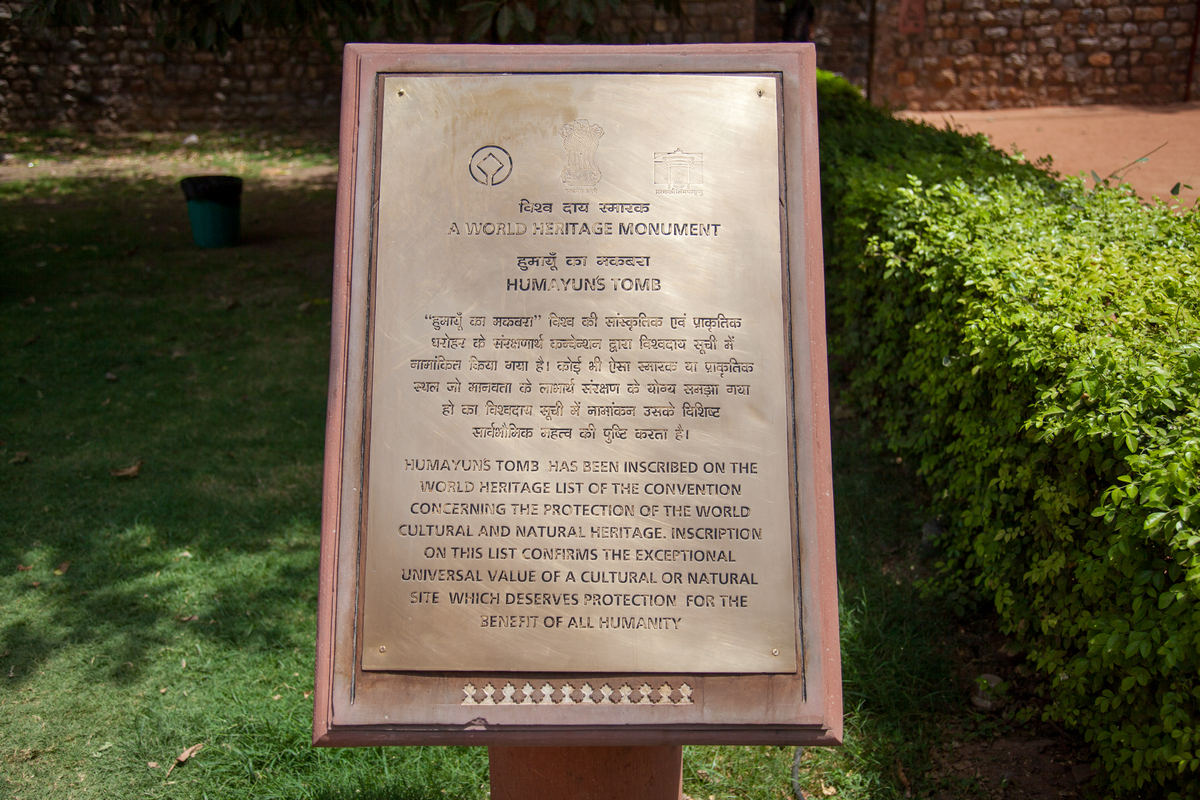 विश्व दाय स्मारक
A WORLD HERITAGE MONUMENT
हुमायूँ का मकबरा
HUMAYUN'S TOMB
“हुमायूँ का मकबरा” विश्व की सांस्कृतिक एवं प्राकृतिक
धरोहर के संरक्षणार्थ कन्वेन्शन द्वारा विश्वदाय सूची में
नामांकित किया गया है। कोई भी ऐसा स्मारक या प्राकृतिक
स्थल जो मानवता के लाभार्थ संरक्षण के योग्य समझा गया
हो का विश्वदाय सूची में नामांकन उसके विशिष्ट
सार्वभौमिक महत्व की पुष्टि करता है।
HUMAYUN'S TOMB HAS BEEN INSCRIBED ON THE
WORLD HERITAGE LIST OF THE CONVENTION
CONCERNING THE PROTECTION OF THE WORLD
CULTURAL AND NATURAL HERITAGE. INSCRIPTION
ON THIS LIST CONFIRMS THE EXCEPTIONAL
UNIVERSAL VALUE OF A CULTURAL OR NATURAL
SITE WHICH DESERVES PROTECTION FOR THE
BENEFIT OF ALL HUMANITY